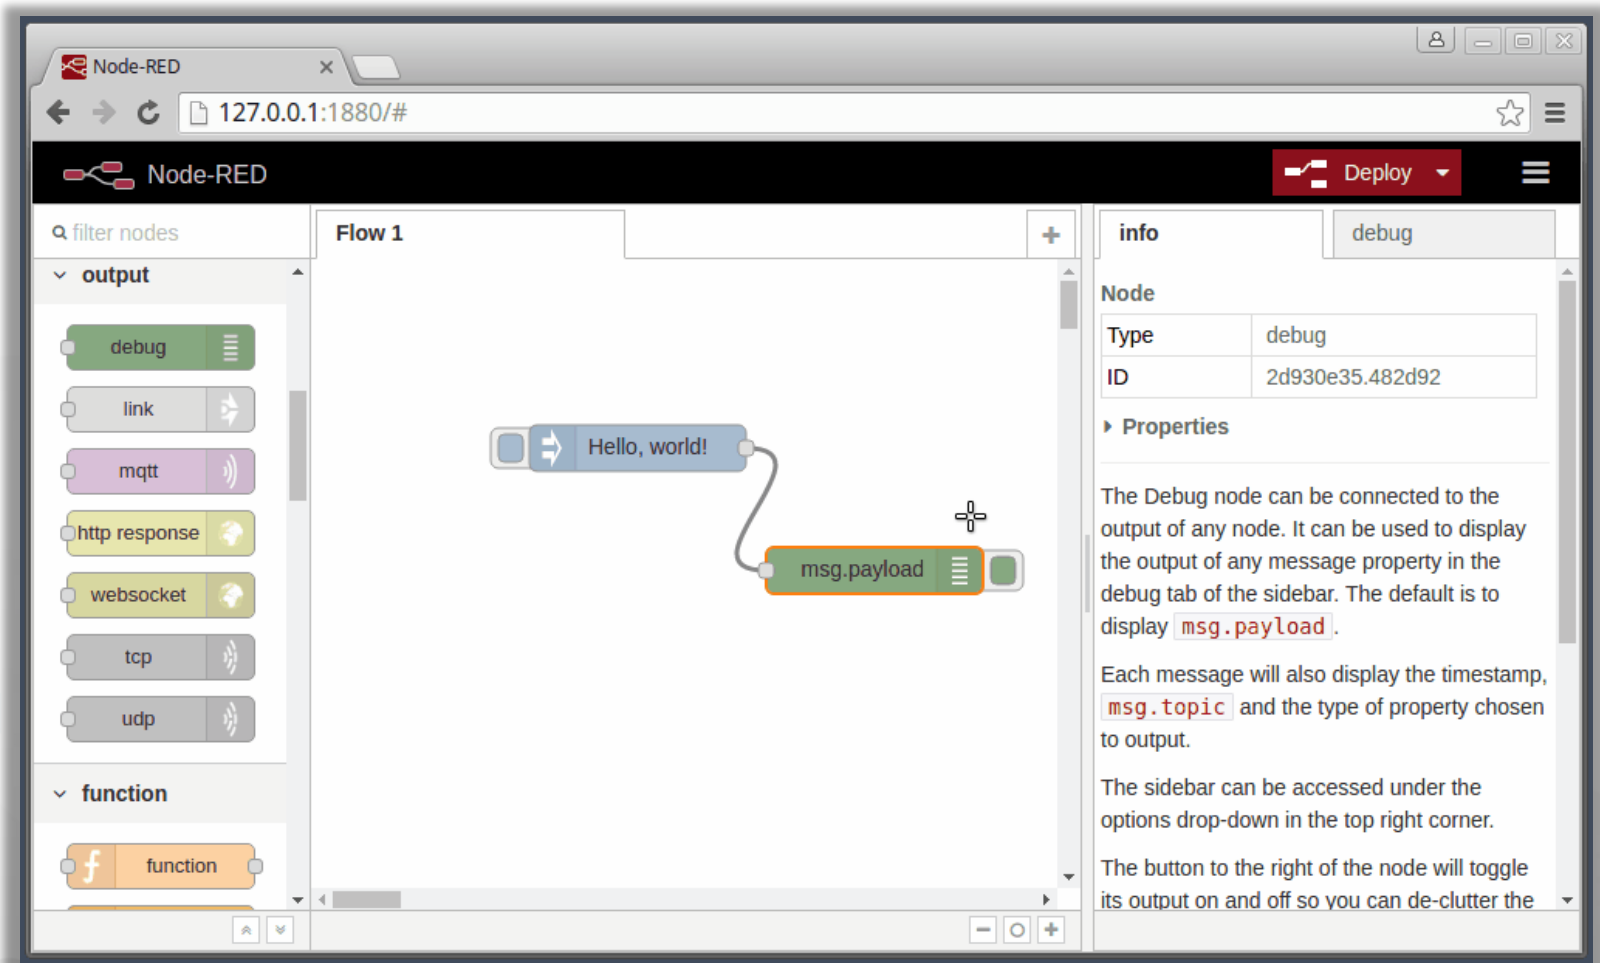 Node-RED
127.0.0.1:1880/#
Node-RED
Deploy
filter nodes
output
debug
link
mqtt
http response
websocket
tcp
udp
function
function
Flow 1
Hello, world!
msg.payload
info
debug
Node
Type debug
ID 2d930e35.482d92
Properties
The Debug node can be connected to the
output of any node. It can be used to display
the output of any message property in the
debug tab of the sidebar. The default is to
display msg.payload .
Each message will also display the timestamp,
msg.topic and the type of property chosen
to output.
The sidebar can be accessed under the
options drop-down in the top right corner.
The button to the right of the node will toggle
its output on and off so you can de-clutter the